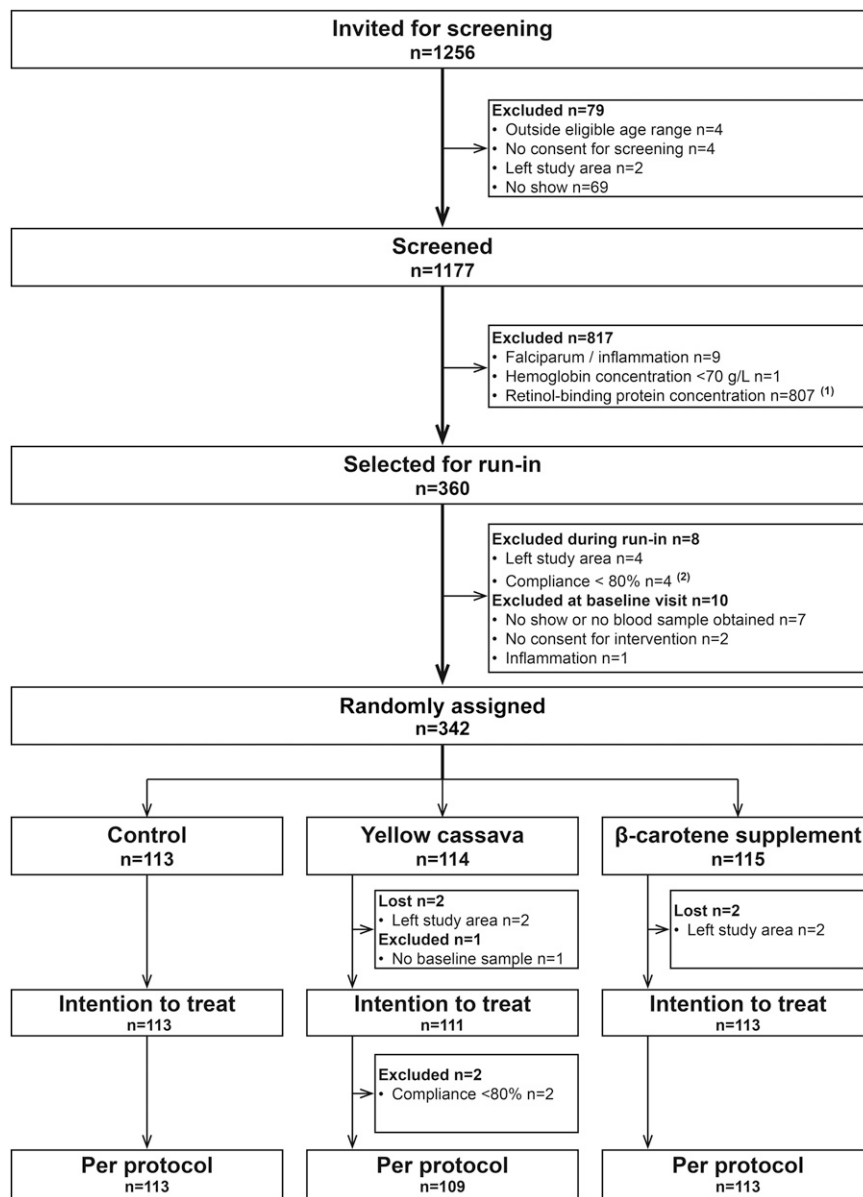 Invited for screening
n=1256
Excluded n=79
• Outside eligible age range n=4
• No consent for screening n=4
• Left study area n=2
• No show n=69
Screened
n=1177
Excluded n=817
• Falciparum / inflammation n=9
• Hemoglobin concentration <70 g/L n=1
• Retinol-binding protein concentration n=807 (1)
Selected for run-in
n=360
Excluded during run-in n=8
• Left study area n=4
• Compliance < 80% n=4 (2)
Excluded at baseline visit n=10
• No show or no blood sample obtained n=7
• No consent for intervention n=2
• Inflammation n=1
Randomly assigned
n=342
Control
n=113
Yellow cassava
n=114
β-carotene supplement
n=115
Lost n=2
• Left study area n=2
Excluded n=1
• No baseline sample n=1
Lost n=2
• Left study area n=2
Intention to treat
n=113
Intention to treat
n=111
Intention to treat
n=113
Excluded n=2
• Compliance <80% n=2
Per protocol
n=113
Per protocol
n=109
Per protocol
n=113